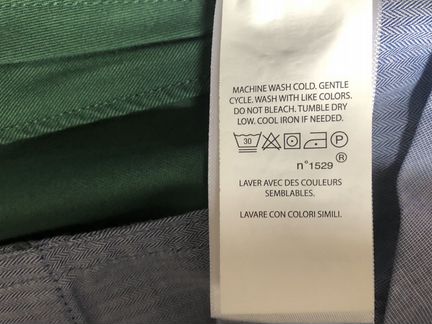 MACHINE WASH COLD. GENTLE
CYCLE. WASH WITH LIKE COLORS.
DO NOT BLEACH. TUMBLE DRY
LOW. COOL IRON IF NEEDED.
30 P
n°1529 ®
LAVER AVEC DES COULEURS
SEMBLABLES.
LAVARE CON COLORI SIMILI.